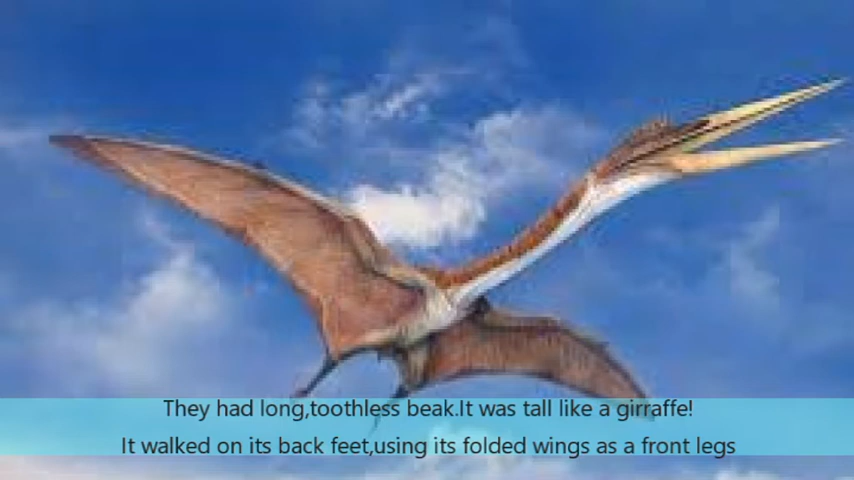 They had long,toothless beak.It was tall like a girraffe!
It walked on its back feet,using its folded wings as a front legs